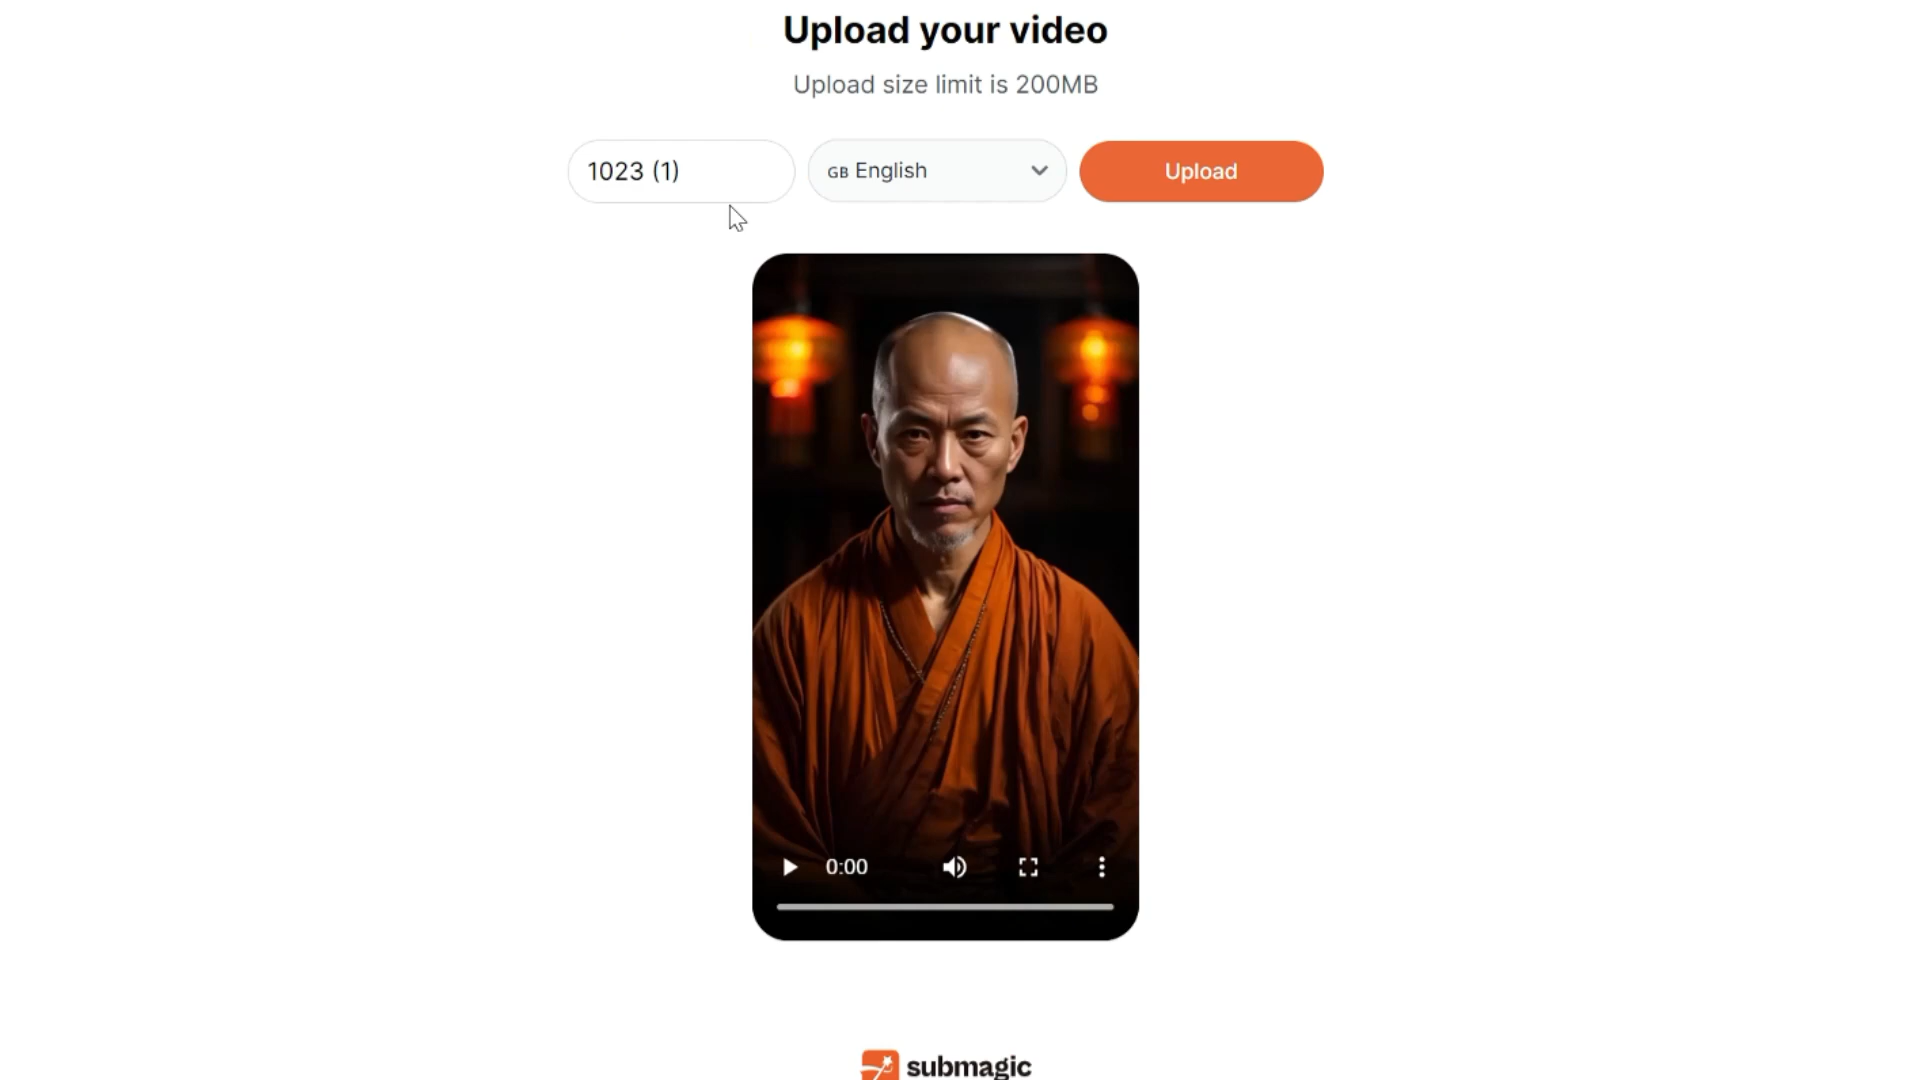 Upload your video
Upload size limit is 200MB
1023 (1)
GB English
Upload
0:00
submagic